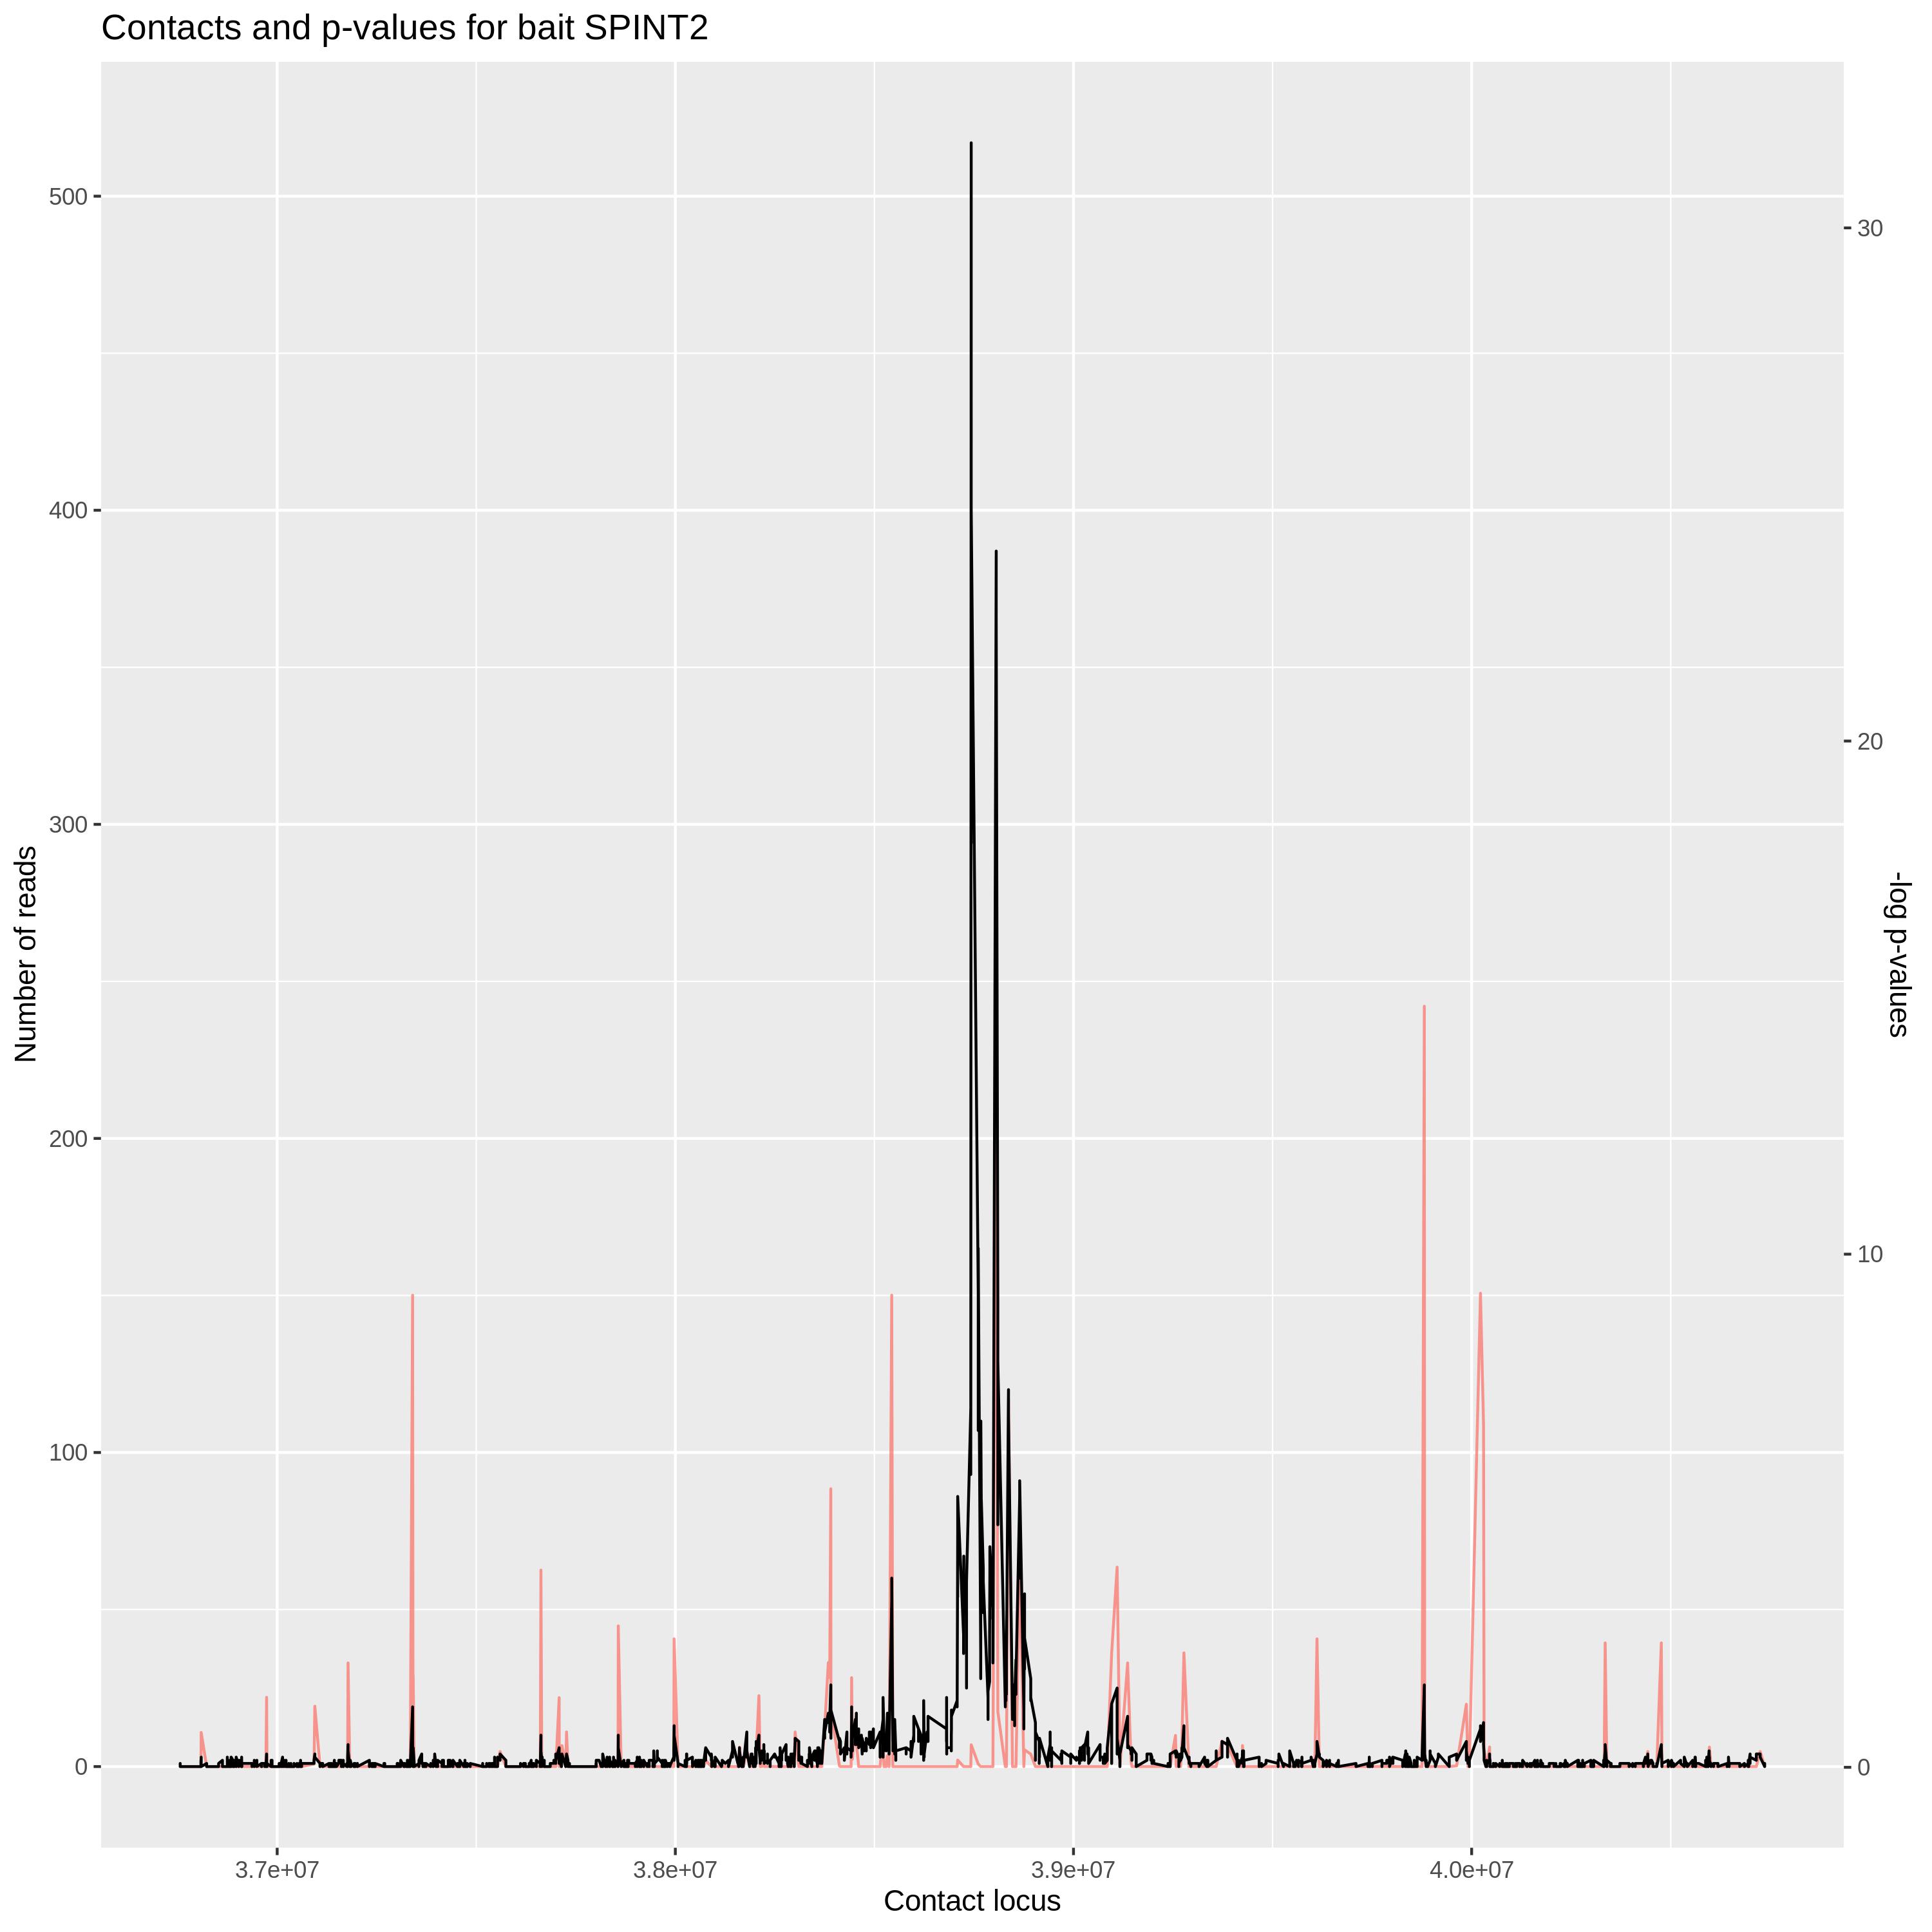 Contacts and p-values for bait SPINT2
500
400
300
200
100
0
Number of reads
30
20
10
0
-log p-values
3.7e+07
3.8e+07
3.9e+07
4.0e+07
Contact locus